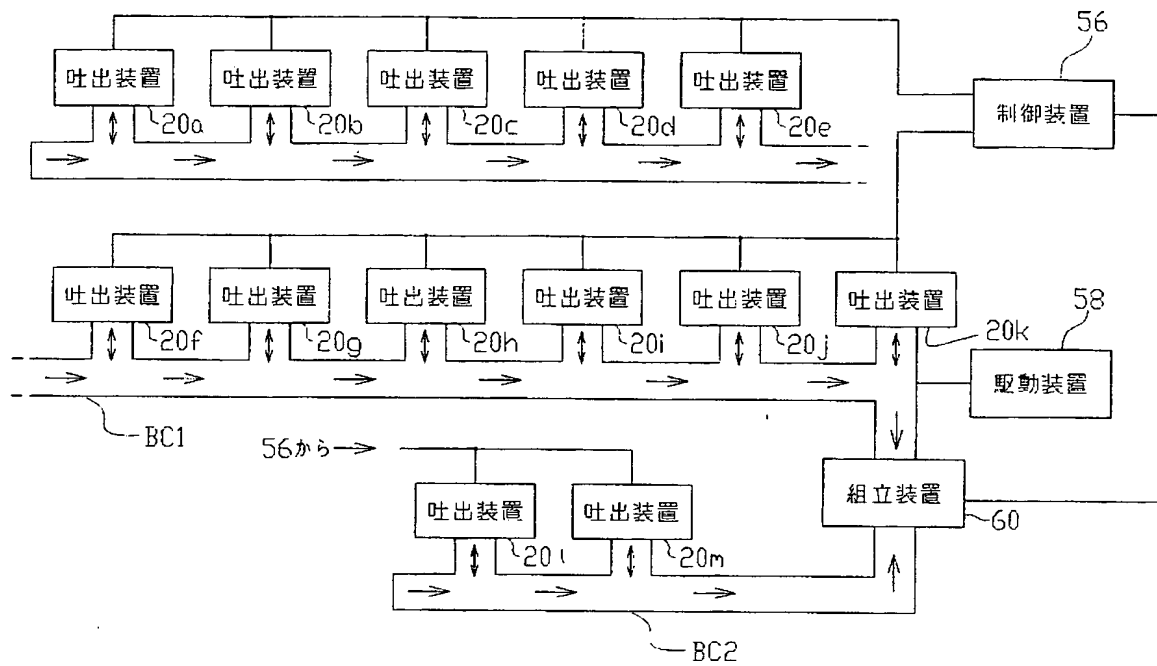 56
吐出装置
吐出装置
吐出装置
吐出装置
吐出装置
制御装置
20a
20b
20c
20d
20e
吐出装置
吐出装置
吐出装置
吐出装置
吐出装置
吐出装置
58
20f
20g
20h
20i
20j
20k
駆動装置
BC1
56から
吐出装置
吐出装置
組立装置
60
20l
20m
BC2